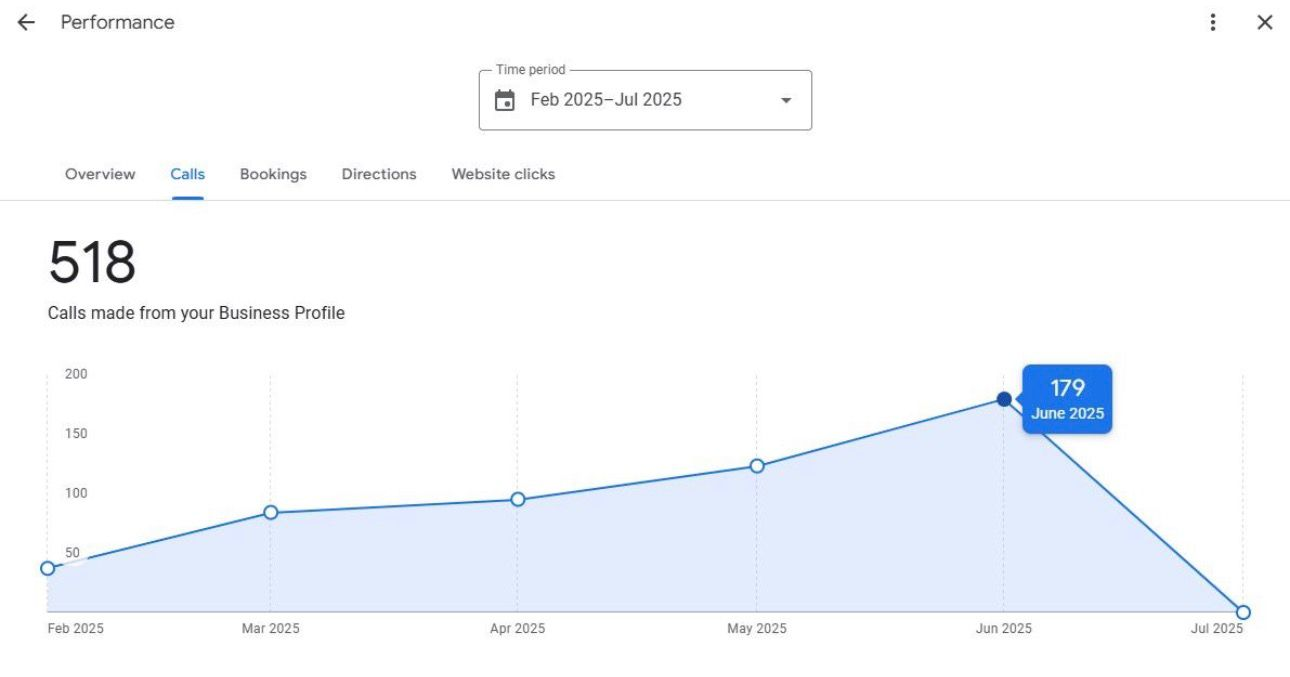 Performance
Time period
Feb 2025–Jul 2025
Overview Calls Bookings Directions Website clicks
518
Calls made from your Business Profile
200
150
100
50
179
June 2025
Feb 2025 Mar 2025 Apr 2025 May 2025 Jun 2025 Jul 2025